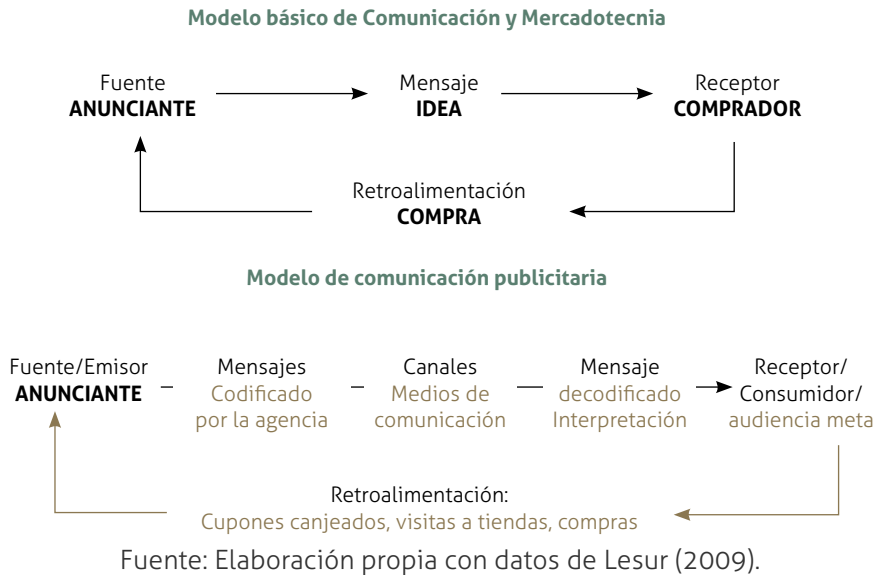 Modelo básico de Comunicación y Mercadotecnia
Fuente
ANUNCIANTE
Mensaje
IDEA
Receptor
COMPRADOR
Retroalimentación
COMPRA
Modelo de comunicación publicitaria
Fuente/Emisor
ANUNCIANTE
Mensajes
Codificado
por la agencia
Canales
Medios de
comunicación
Mensaje
decodificado
Interpretación
Receptor/
Consumidor/
audiencia meta
Retroalimentación:
Cupones canjeados, visitas a tiendas, compras
Fuente: Elaboración propia con datos de Lesur (2009).